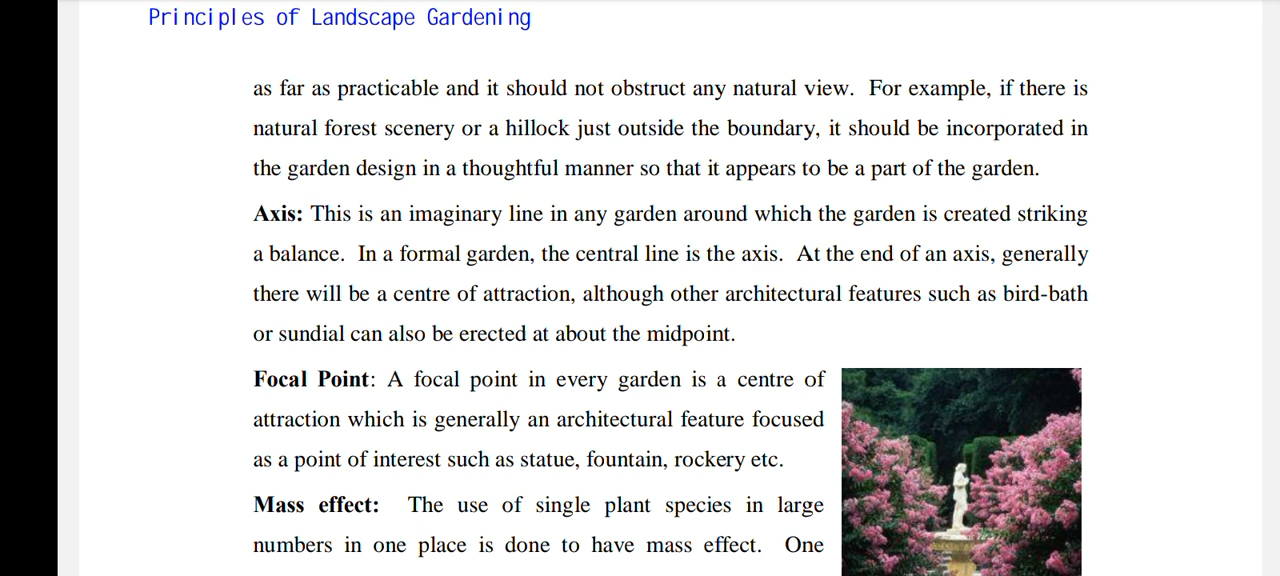 Principles of Landscape Gardening
as far as practicable and it should not obstruct any natural view. For example, if there is
natural forest scenery or a hillock just outside the boundary, it should be incorporated in
the garden design in a thoughtful manner so that it appears to be a part of the garden.
Axis: This is an imaginary line in any garden around which the garden is created striking
a balance. In a formal garden, the central line is the axis. At the end of an axis, generally
there will be a centre of attraction, although other architectural features such as bird-bath
or sundial can also be erected at about the midpoint.
Focal Point: A focal point in every garden is a centre of
attraction which is generally an architectural feature focused
as a point of interest such as statue, fountain, rockery etc.
Mass effect: The use of single plant species in large
numbers in one place is done to have mass effect. One